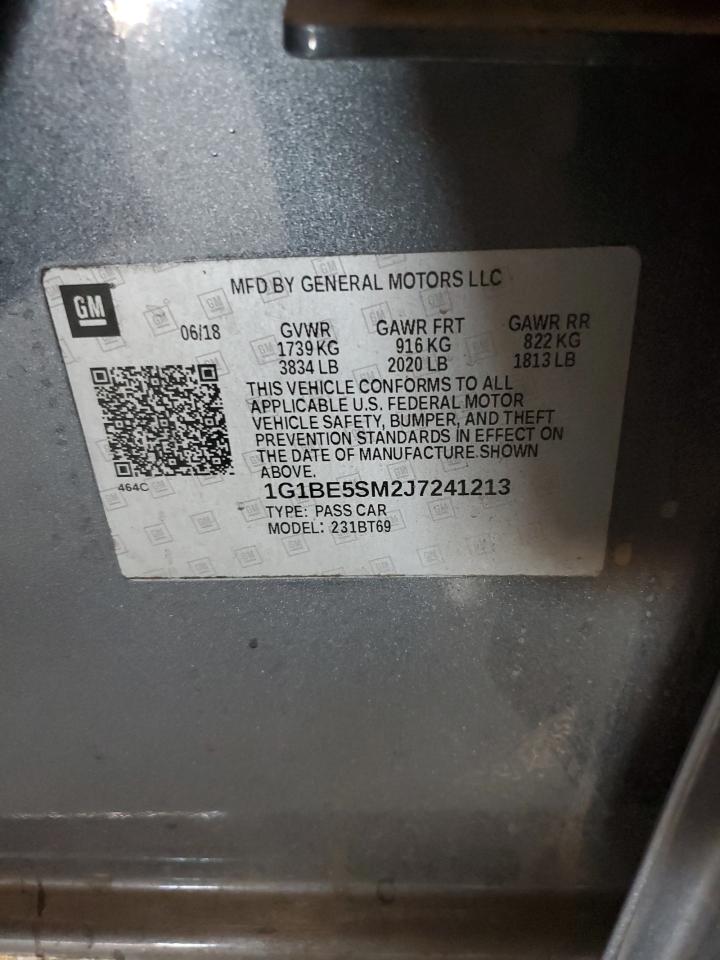 MFD BY GENERAL MOTORS LLC
GM
06/18
GVWR GAWR FRT GAWR RR
1739 KG 916 KG 822 KG
3834 LB 2020 LB 1813 LB
THIS VEHICLE CONFORMS TO ALL
APPLICABLE U.S. FEDERAL MOTOR
VEHICLE SAFETY, BUMPER, AND THEFT
PREVENTION STANDARDS IN EFFECT ON
THE DATE OF MANUFACTURE SHOWN
ABOVE.
464C
1G1BE5SM2J7241213
TYPE: PASS CAR
MODEL: 231BT69